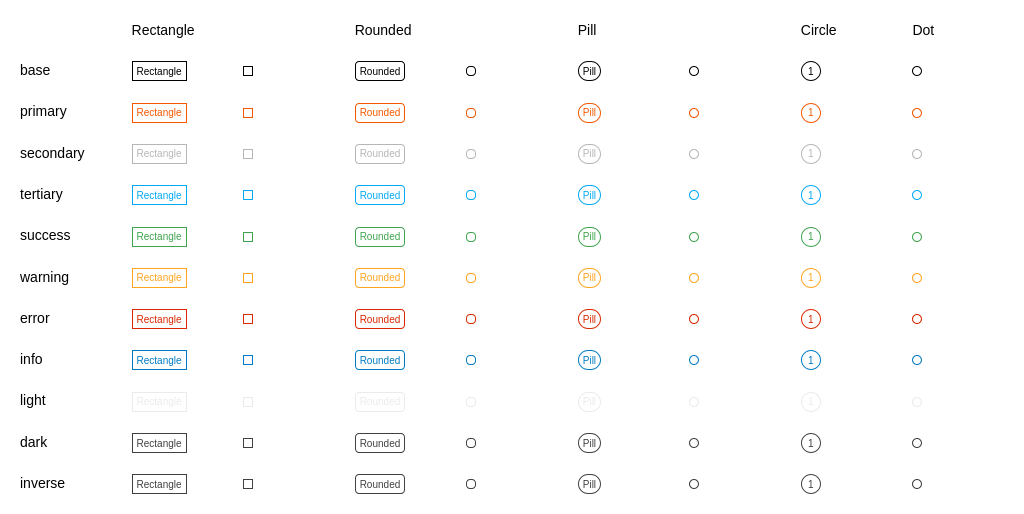 Rectangle Rounded Pill Circle Dot
base Rectangle Rounded Pill 1
primary Rectangle Rounded Pill 1
secondary Rectangle Rounded Pill 1
tertiary Rectangle Rounded Pill 1
success Rectangle Rounded Pill 1
warning Rectangle Rounded Pill 1
error Rectangle Rounded Pill 1
info Rectangle Rounded Pill 1
light Rectangle Rounded Pill 1
dark Rectangle Rounded Pill 1
inverse Rectangle Rounded Pill 1